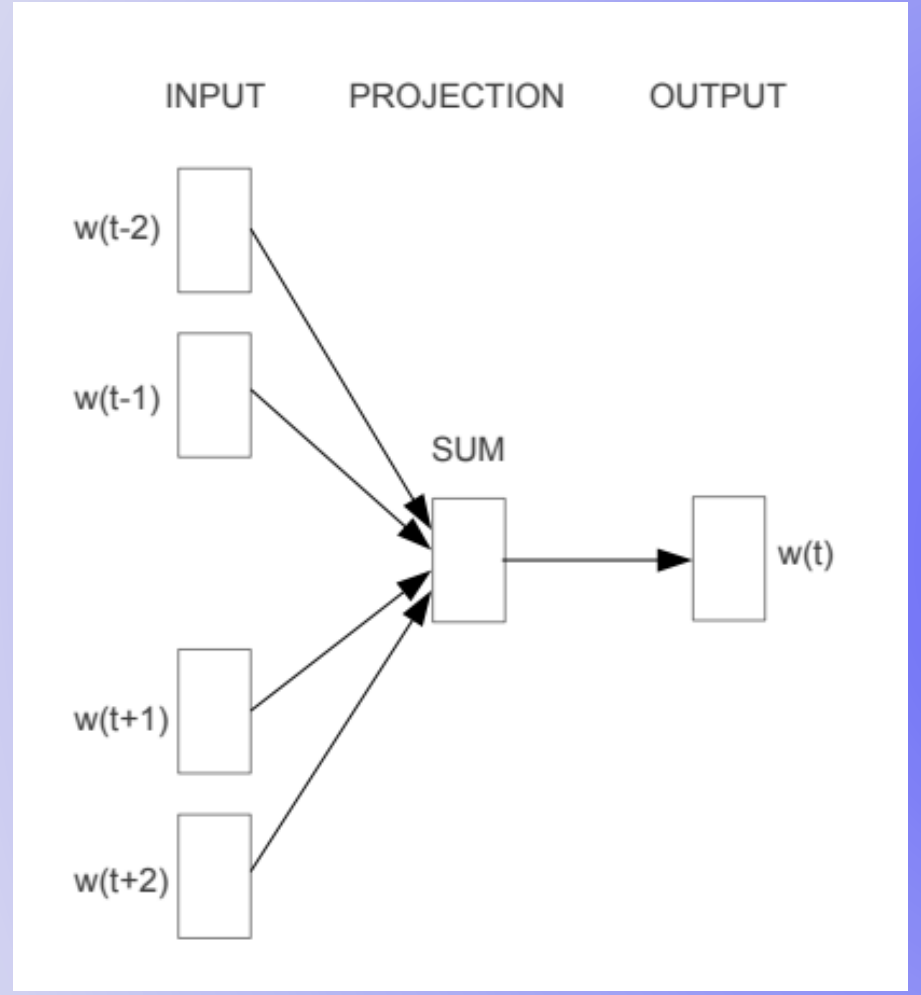 INPUT PROJECTION OUTPUT
w(t-2)
w(t-1)
SUM
w(t)
w(t+1)
w(t+2)